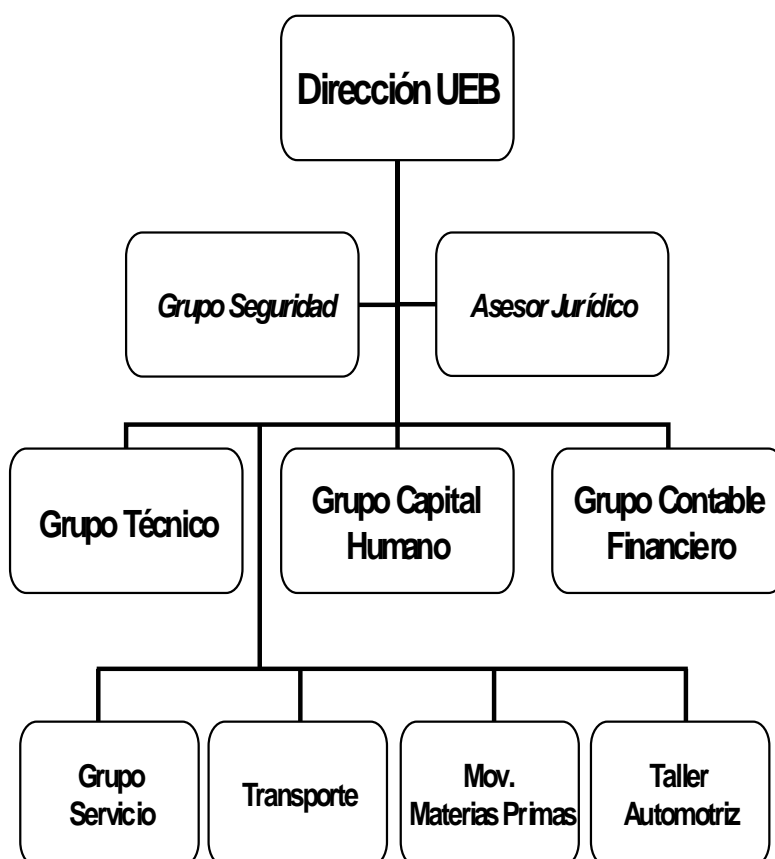 Dirección UEB
Grupo Seguridad
Asesor Jurídico
Grupo Técnico
Grupo Capital
Humano
Grupo Contable
Financiero
Grupo
Servicio
Transporte
Mov.
Materias Primas
Taller
Automotriz